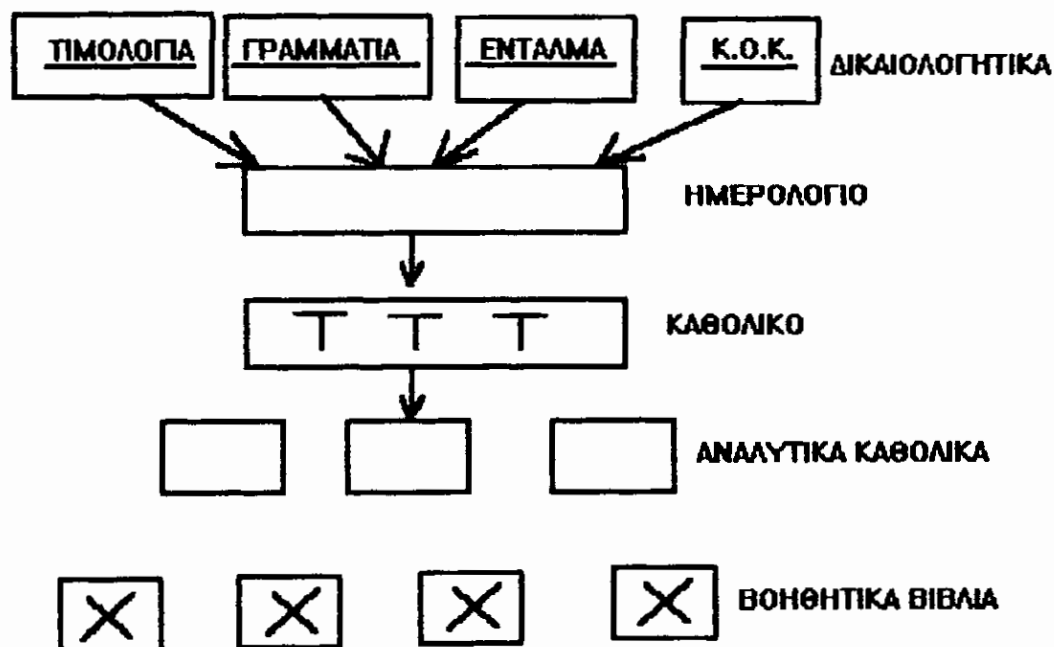 ΤΙΜΟΛΟΓΙΑ ΓΡΑΜΜΑΤΙΑ ΕΝΤΑΛΜΑ Κ.Ο.Κ. ΔΙΚΑΙΟΛΟΓΗΤΙΚΑ
ΗΜΕΡΟΛΟΓΙΟ
Τ Τ Τ ΚΑΘΟΛΙΚΟ
ΑΝΑΛΥΤΙΚΑ ΚΑΘΟΛΙΚΑ
ΒΟΗΘΗΤΙΚΑ ΒΙΒΛΙΑ